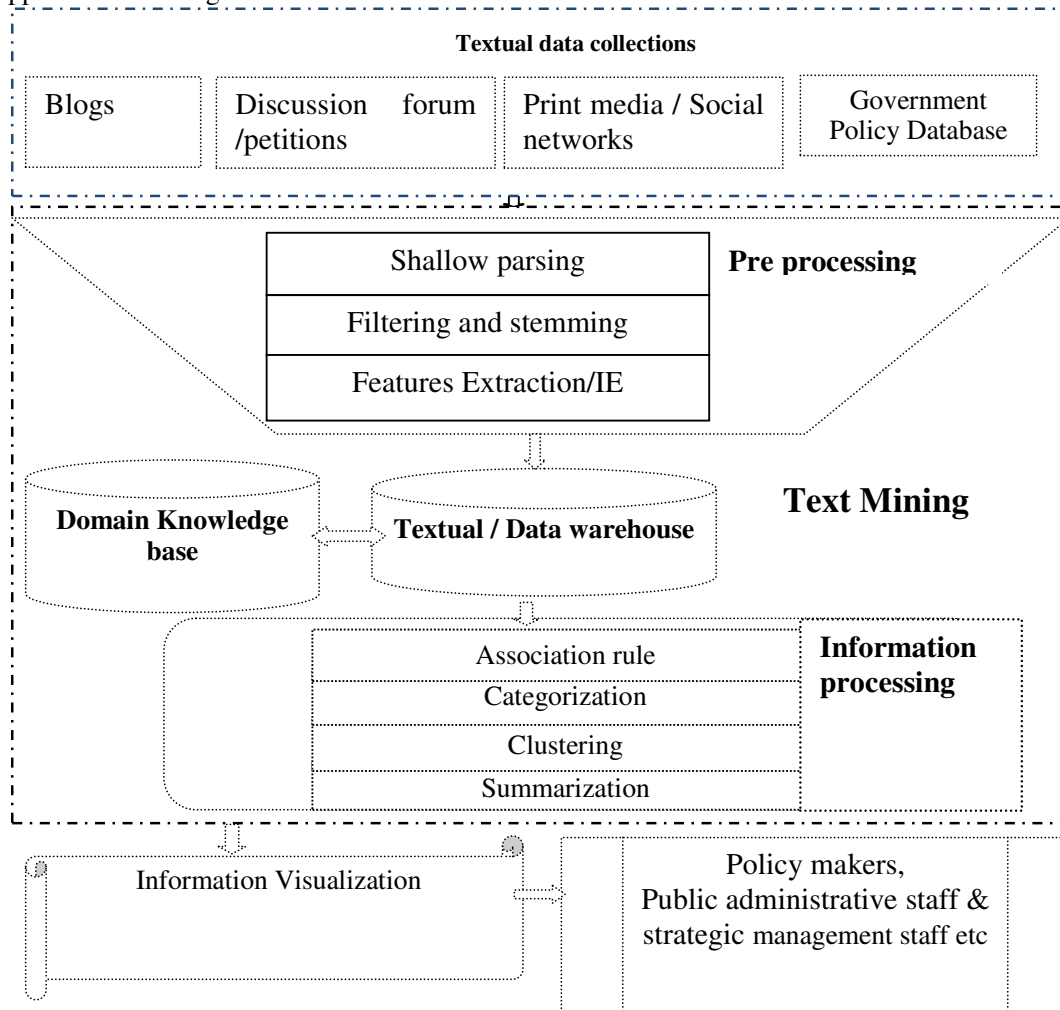 Textual data collections
Blogs
Discussion forum
/petitions
Print media / Social
networks
Government
Policy Database
Shallow parsing
Pre processing
Filtering and stemming
Features Extraction/IE
Text Mining
Domain Knowledge
base
Textual / Data warehouse
Association rule
Information
processing
Categorization
Clustering
Summarization
Information Visualization
Policy makers,
Public administrative staff &
strategic management staff etc